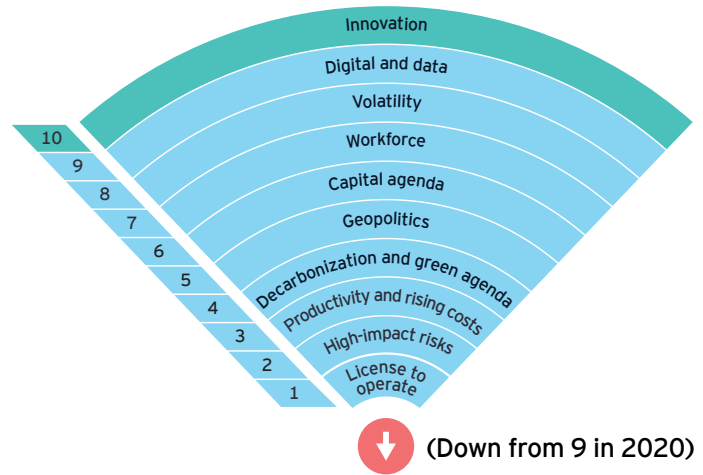 Innovation
Digital and data
Volatility
Workforce
Capital agenda
Geopolitics
Decarbonization and green agenda
Productivity and rising costs
High-impact risks
License to
operate
10
9
8
7
6
5
4
3
2
1
(Down from 9 in 2020)